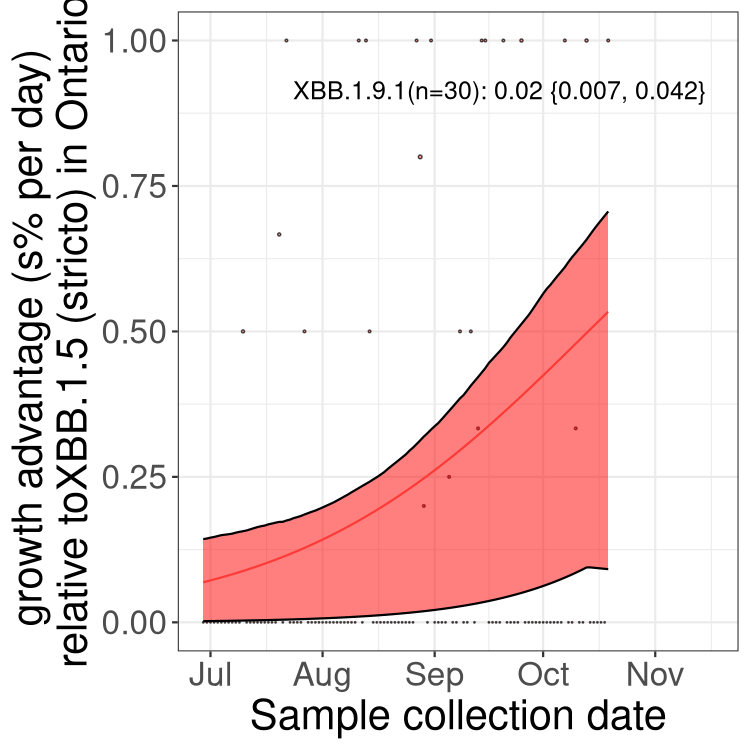 growth advantage (s% per day)
relative toXBB.1.5 (stricto) in Ontario
1.00
0.75
0.50
0.25
0.00
XBB.1.9.1(n=30): 0.02 {0.007, 0.042}
Jul Aug Sep Oct Nov
Sample collection date